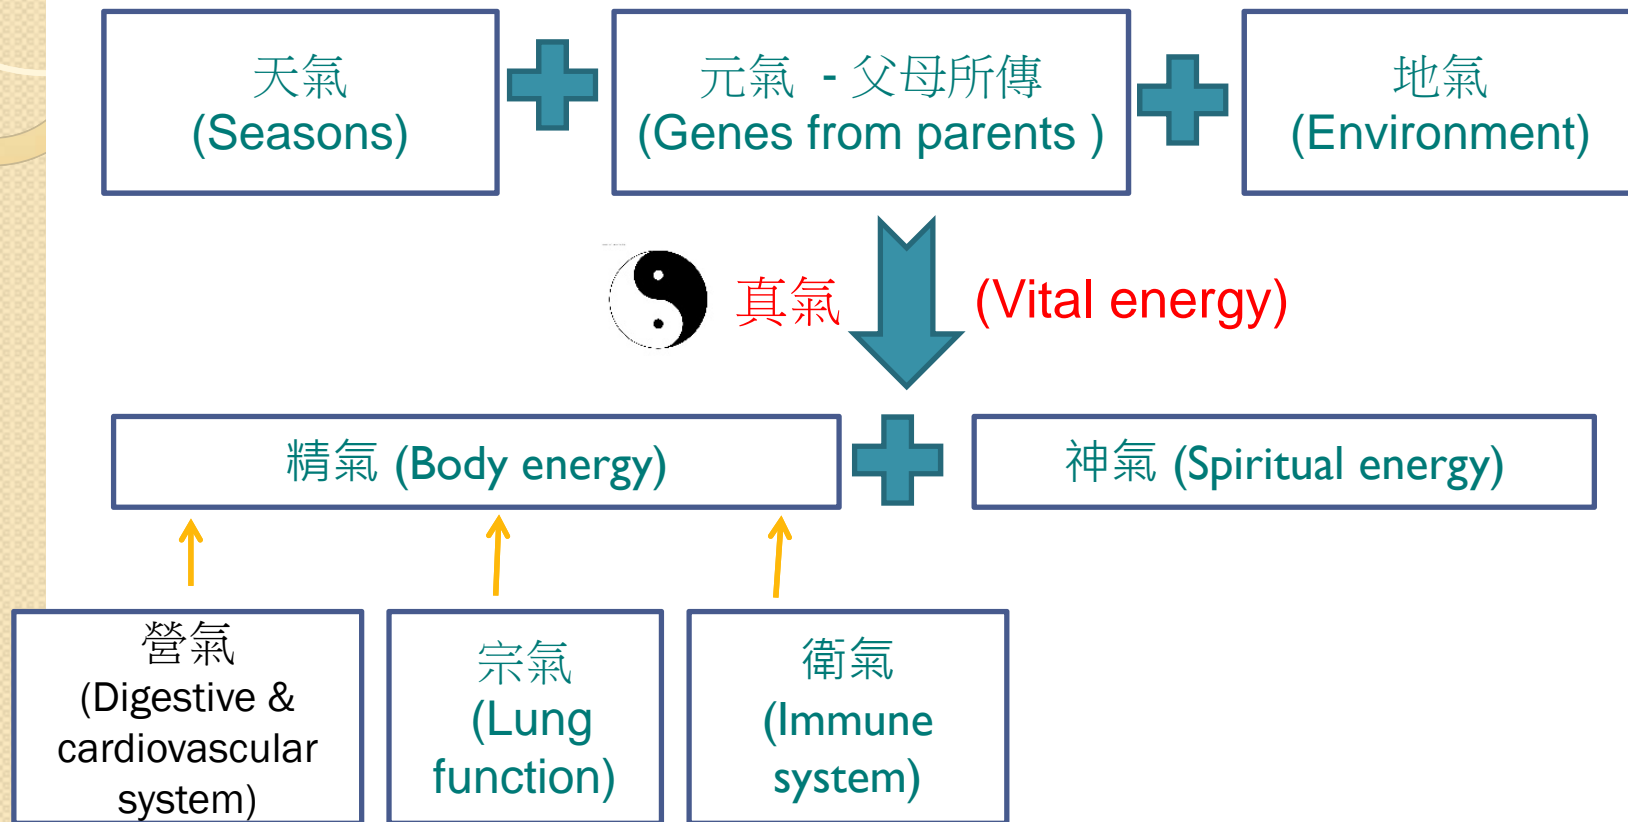 天氣
(Seasons)
元氣 - 父母所傳
(Genes from parents )
地氣
(Environment)
真氣
(Vital energy)
精氣 (Body energy)
神氣 (Spiritual energy)
營氣
(Digestive &
cardiovascular
system)
宗氣
(Lung
function)
衛氣
(Immune
system)